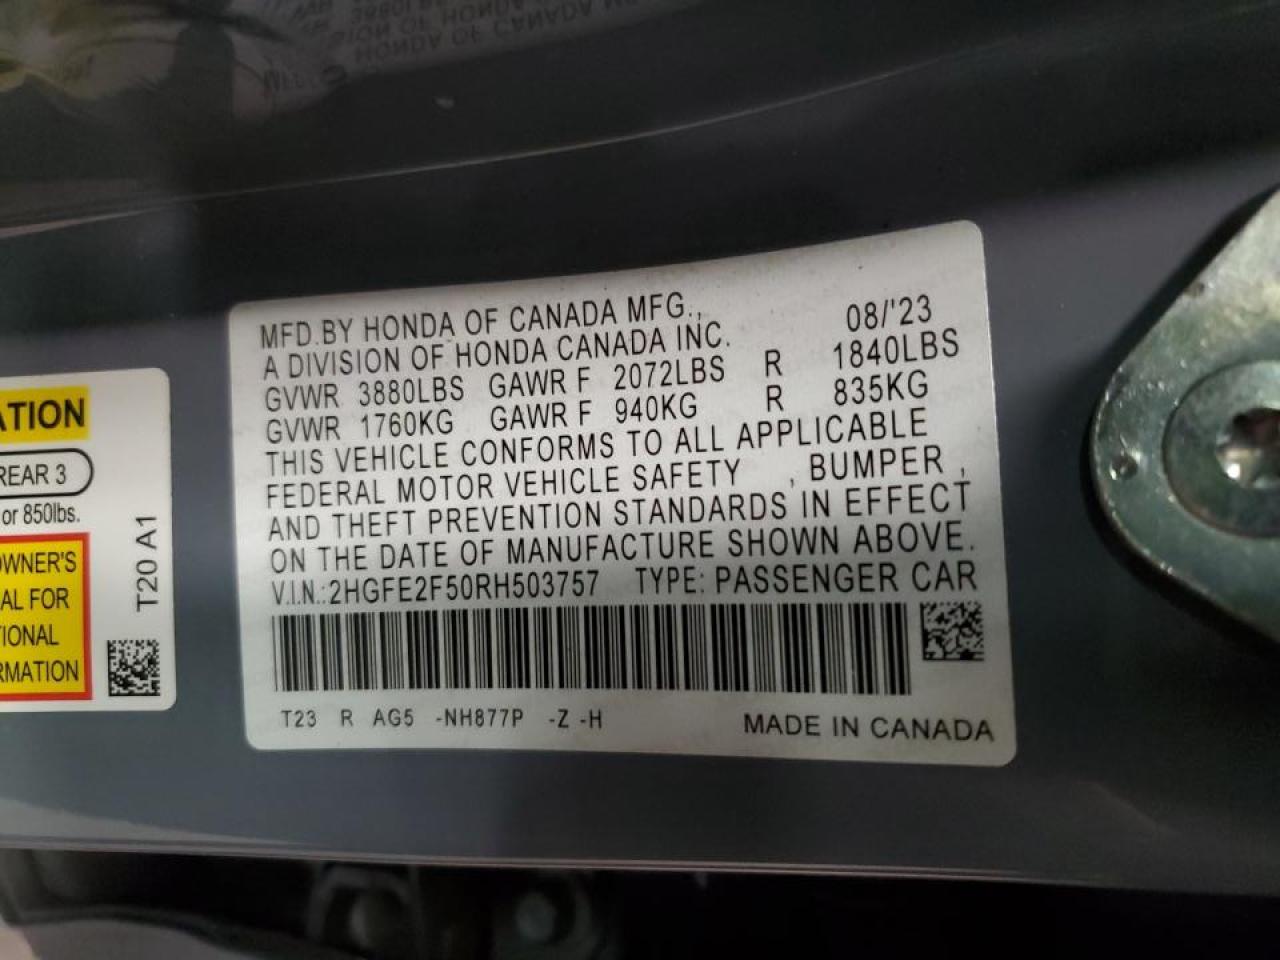 MFD.BY HONDA OF CANADA MFG., 08/'23
A DIVISION OF HONDA CANADA INC.
GVWR 3880LBS GAWR F 2072LBS R 1840LBS
GVWR 1760KG GAWR F 940KG R 835KG
THIS VEHICLE CONFORMS TO ALL APPLICABLE
FEDERAL MOTOR VEHICLE SAFETY , BUMPER ,
AND THEFT PREVENTION STANDARDS IN EFFECT
ON THE DATE OF MANUFACTURE SHOWN ABOVE.
V.I.N.:2HGFE2F50RH503757 TYPE: PASSENGER CAR
T23 R AG5 -NH877P -Z -H MADE IN CANADA
ATION
REAR 3
or 850lbs.
OWNER'S
AL FOR
TIONAL
RMATION
T20 A1